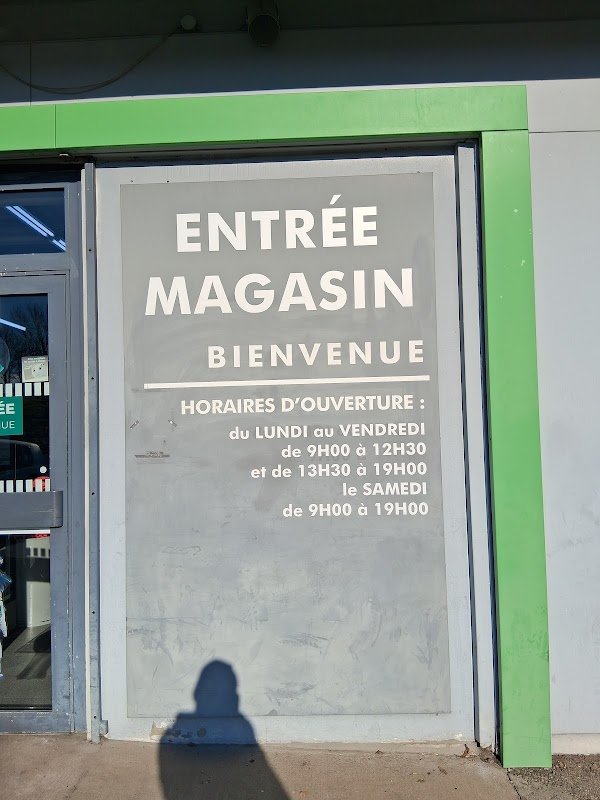 ENTRÉE
MAGASIN
BIENVENUE
HORAIRES D'OUVERTURE :
du LUNDI au VENDREDI
de 9H00 à 12H30
et de 13H30 à 19H00
le SAMEDI
de 9H00 à 19H00